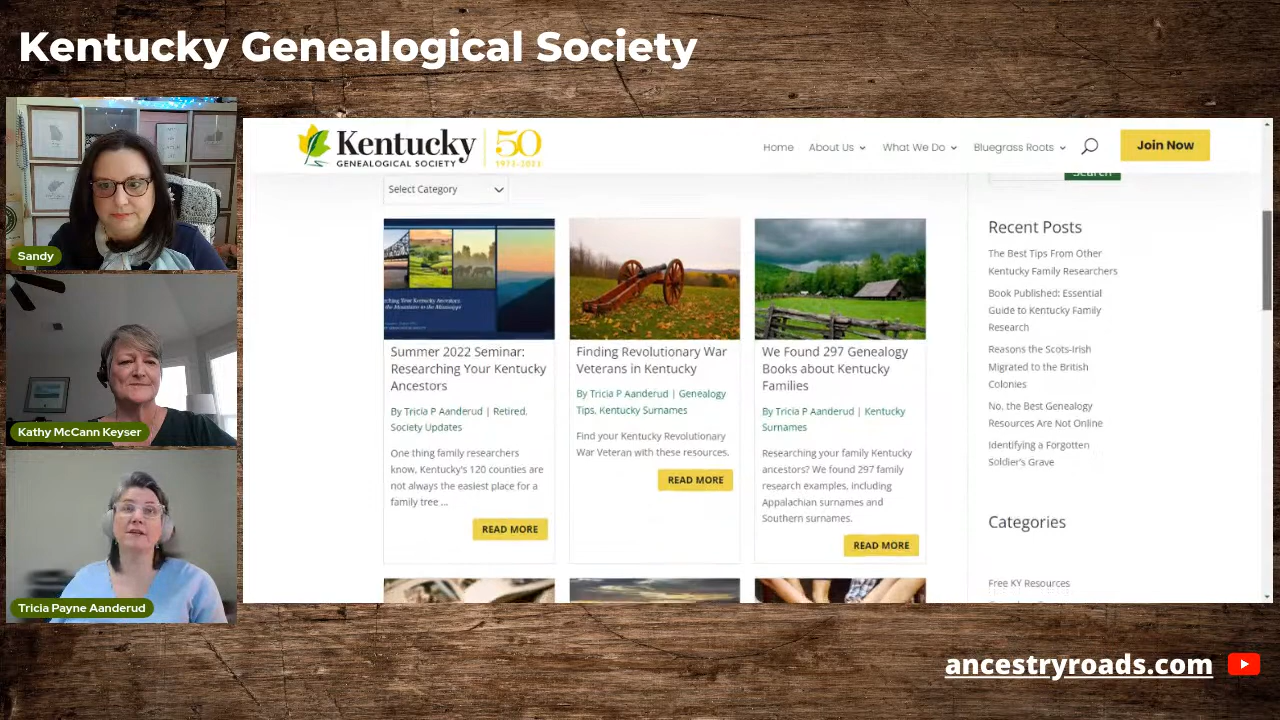 Kentucky Genealogical Society
Sandy
Kathy McCann Keyser
Tricia Payne Aanderud
Kentucky
GENEALOGICAL SOCIETY
50
1973-2023
Home
About Us
What We Do
Bluegrass Roots
Join Now
Select Category
Search
Summer 2022 Seminar:
Researching Your Kentucky
Ancestors
By Tricia P Aanderud | Retired,
Society Updates
One thing family researchers
know, Kentucky's 120 counties are
not always the easiest place for a
family tree ...
READ MORE
Finding Revolutionary War
Veterans in Kentucky
By Tricia P Aanderud | Genealogy
Tips, Kentucky Surnames
Find your Kentucky Revolutionary
War Veteran with these resources.
READ MORE
We Found 297 Genealogy
Books about Kentucky
Families
By Tricia P Aanderud | Kentucky
Surnames
Researching your Kentucky
ancestors? We found 297 family
research examples, including
Appalachian surnames and
Southern surnames.
READ MORE
Recent Posts
The Best Tips From Other
Kentucky Family Researchers
Book Published: Essential
Guide to Kentucky Family
Research
Reasons the Scots-Irish
Migrated to the British
Colonies
No, the Best Genealogy
Resources Are Not Online
Identifying a Forgotten
Soldier's Grave
Categories
Free KY Resources
ancestryroads.com